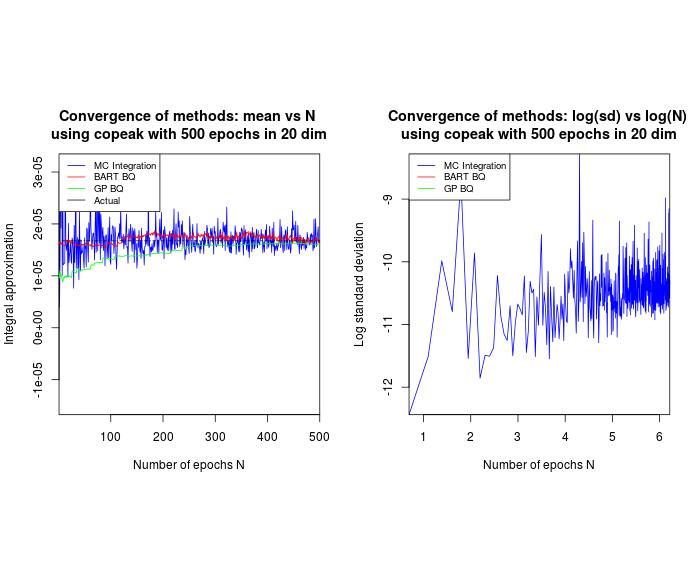 Convergence of methods: mean vs N
using copeak with 500 epochs in 20 dim
MC Integration
BART BQ
GP BQ
Actual
Integral approximation
3e-05
2e-05
1e-05
0e+00
-1e-05
100 200 300 400 500
Number of epochs N
Convergence of methods: log(sd) vs log(N)
using copeak with 500 epochs in 20 dim
MC Integration
BART BQ
GP BQ
Log standard deviation
-9
-10
-11
-12
1 2 3 4 5 6
Number of epochs N